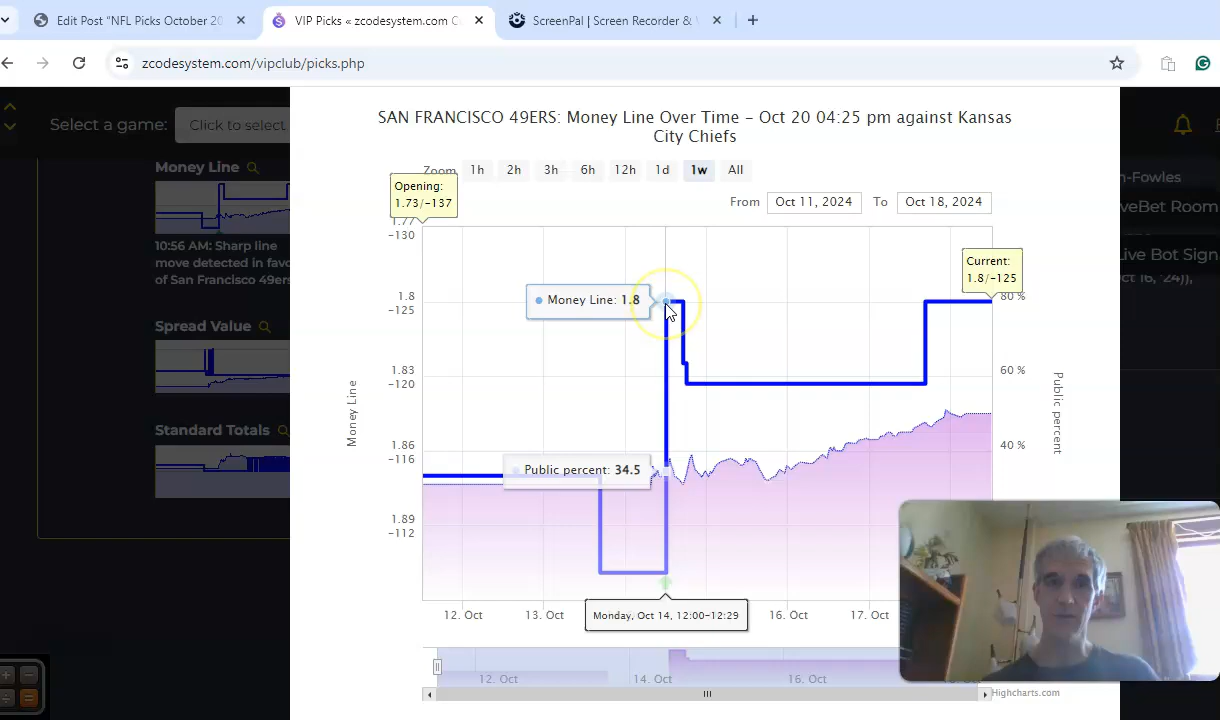 Edit Post "NFL Picks October 20
VIP Picks « zcodesystem.com C
ScreenPal | Screen Recorder &
zcodesystem.com/vipclub/picks.php
Select a game:
Click to select
Money Line
10:56 AM: Sharp line
move detected in favo
of San Francisco 49ers
Spread Value
Standard Totals
SAN FRANCISCO 49ERS: Money Line Over Time – Oct 20 04:25 pm against Kansas
City Chiefs
Zoom 1h 2h 3h 6h 12h 1d 1w All
From Oct 11, 2024 To Oct 18, 2024
Opening:
1.73/-137
Current:
1.8/-125
1.77
-130
1.8
-125
1.83
-120
1.86
-116
1.89
-112
Money Line
Money Line: 1.8
Public percent: 34.5
80 %
60 %
40 %
Public percent
12. Oct 13. Oct 16. Oct 17. Oct
Monday, Oct 14, 12:00-12:29
12. Oct 14. Oct 16. Oct
Highcharts.com
n-Fowles
veBet Room
ive Bot Sign
ct 16, '24)),